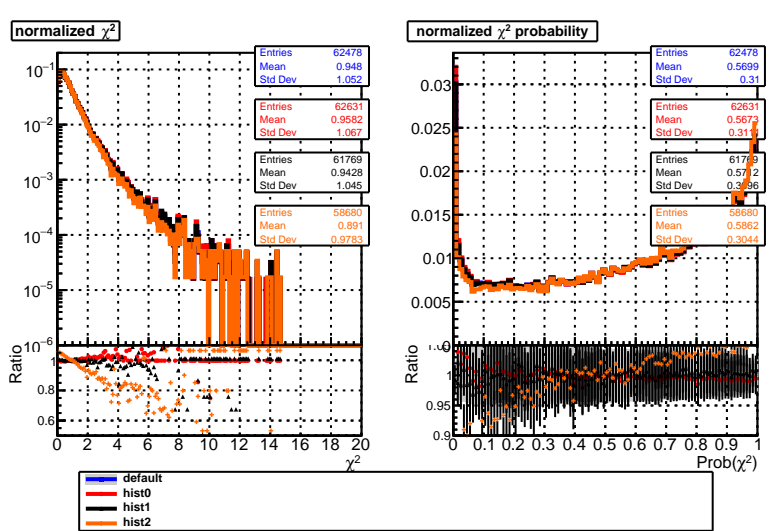 normalized χ²
Entries 62478
Mean 0.948
Std Dev 1.052
Entries 62631
Mean 0.9582
Std Dev 1.067
Entries 61769
Mean 0.9428
Std Dev 1.045
Entries 58680
Mean 0.891
Std Dev 0.9783
10⁻¹
10⁻²
10⁻³
10⁻⁴
10⁻⁵
10⁻⁶
Ratio
1
0.8
0.6
0 2 4 6 8 10 12 14 16 18 20
χ²
normalized χ² probability
Entries 62478
Mean 0.5699
Std Dev 0.31
Entries 62631
Mean 0.5673
Std Dev
Entries 61769
Mean
Std Dev
Entries 58680
Mean 0.5862
Std Dev 0.3044
0.03
0.025
0.02
0.015
0.01
0.005
Ratio
0.95
0.9
0 0.1 0.2 0.3 0.4 0.5 0.6 0.7 0.8 0.9 1
Prob(χ²)
default
hist0
hist1
hist2